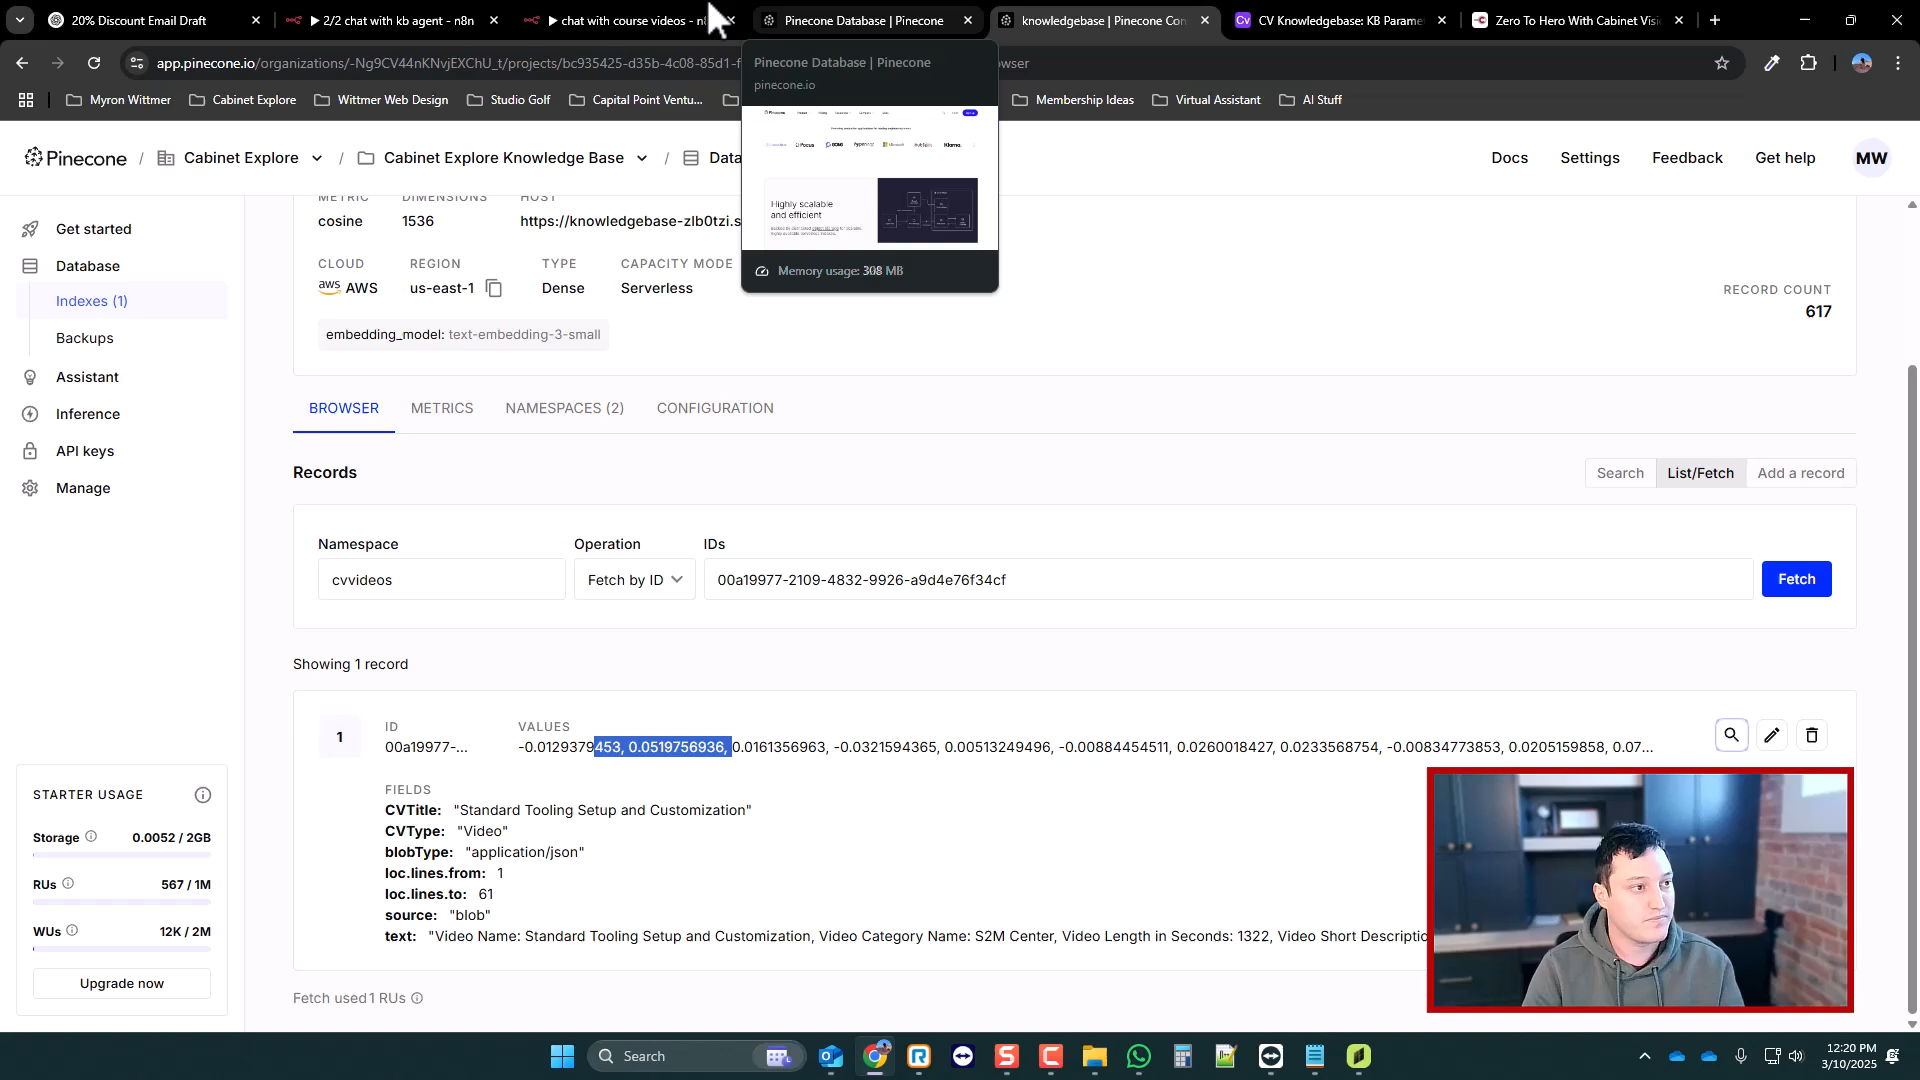 20% Discount Email Draft
▶ 2/2 chat with kb agent - n8n
▶ chat with course videos - n8
Pinecone Database | Pinecone
knowledgebase | Pinecone Con
CV Knowledgebase: KB Parame
Zero To Hero With Cabinet Visi
app.pinecone.io/organizations/-Ng9CV44nKNvjEXChU_t/projects/bc935425-d35b-4c08-85d1-f
owser
Myron Wittmer
Cabinet Explore
Wittmer Web Design
Studio Golf
Capital Point Ventu...
Membership Ideas
Virtual Assistant
AI Stuff
Pinecone Database | Pinecone
pinecone.io
Highly scalable
and efficient
Memory usage: 308 MB
Pinecone / Cabinet Explore / Cabinet Explore Knowledge Base / Data
Docs
Settings
Feedback
Get help
MW
Get started
Database
Indexes (1)
Backups
Assistant
Inference
API keys
Manage
METRIC
DIMENSIONS
HOST
cosine
1536
https://knowledgebase-zlb0tzi.s
CLOUD
REGION
TYPE
CAPACITY MODE
aws AWS
us-east-1
Dense
Serverless
RECORD COUNT
617
embedding_model: text-embedding-3-small
BROWSER
METRICS
NAMESPACES (2)
CONFIGURATION
Records
Search
List/Fetch
Add a record
Namespace
Operation
IDs
cvvideos
Fetch by ID
00a19977-2109-4832-9926-a9d4e76f34cf
Fetch
Showing 1 record
1
ID
VALUES
00a19977-...
-0.0129379453, 0.0519756936, 0.0161356963, -0.0321594365, 0.00513249496, -0.00884454511, 0.0260018427, 0.0233568754, -0.00834773853, 0.0205159858, 0.07...
FIELDS
CVTitle: "Standard Tooling Setup and Customization"
CVType: "Video"
blobType: "application/json"
loc.lines.from: 1
loc.lines.to: 61
source: "blob"
text: "Video Name: Standard Tooling Setup and Customization, Video Category Name: S2M Center, Video Length in Seconds: 1322, Video Short Descriptio
Fetch used 1 RUs
STARTER USAGE
Storage
0.0052 / 2GB
RUs
567 / 1M
WUs
12K / 2M
Upgrade now
Search
12:20 PM
3/10/2025